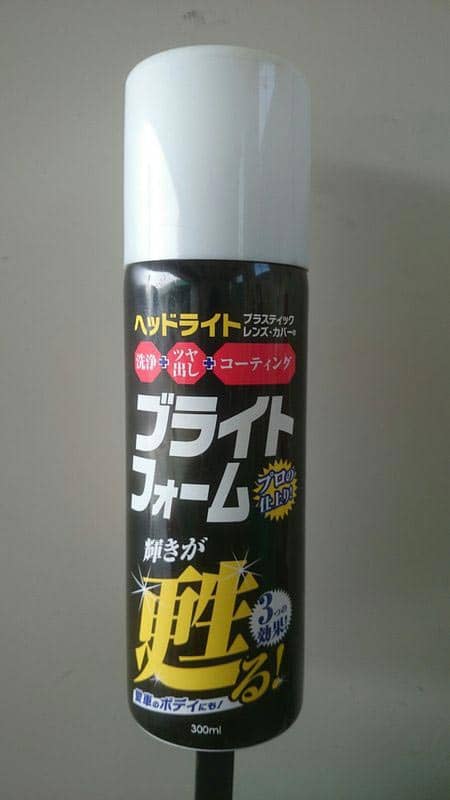 ヘッドライト プラスティック
レンズ・カバーの
洗浄+ツヤ出し+コーティング
ブライト
フォーム
プロの
仕上り!
輝きが
甦る!
3つの
効果!
愛車のボディにも!
300ml